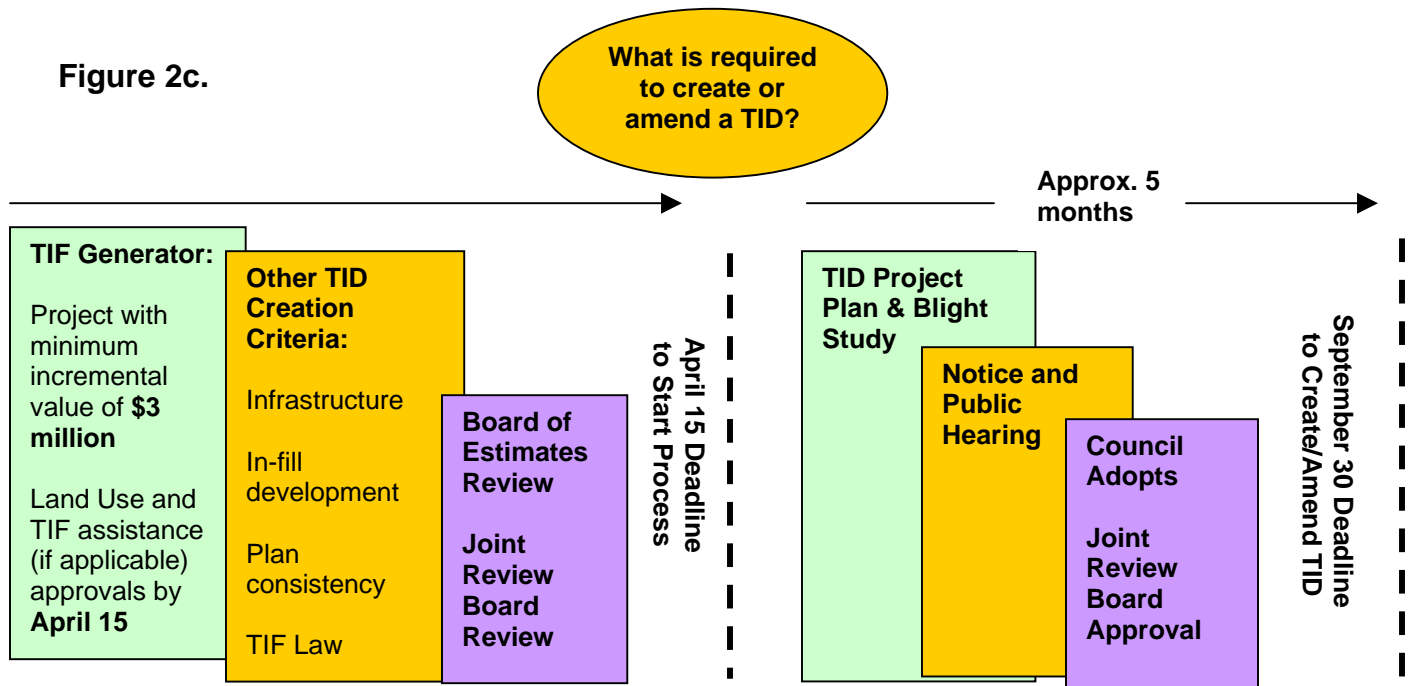 Figure 2c.
What is required
to create or
amend a TID?
Approx. 5
months
TIF Generator:
Project with
minimum
incremental
value of $3
million
Land Use and
TIF assistance
(if applicable)
approvals by
April 15
Other TID
Creation
Criteria:
Infrastructure
In-fill
development
Plan
consistency
TIF Law
Board of
Estimates
Review
Joint
Review
Board
Review
April 15 Deadline
to Start Process
TID Project
Plan & Blight
Study
Notice and
Public
Hearing
Council
Adopts
Joint
Review
Board
Approval
September 30 Deadline
to Create/Amend TID